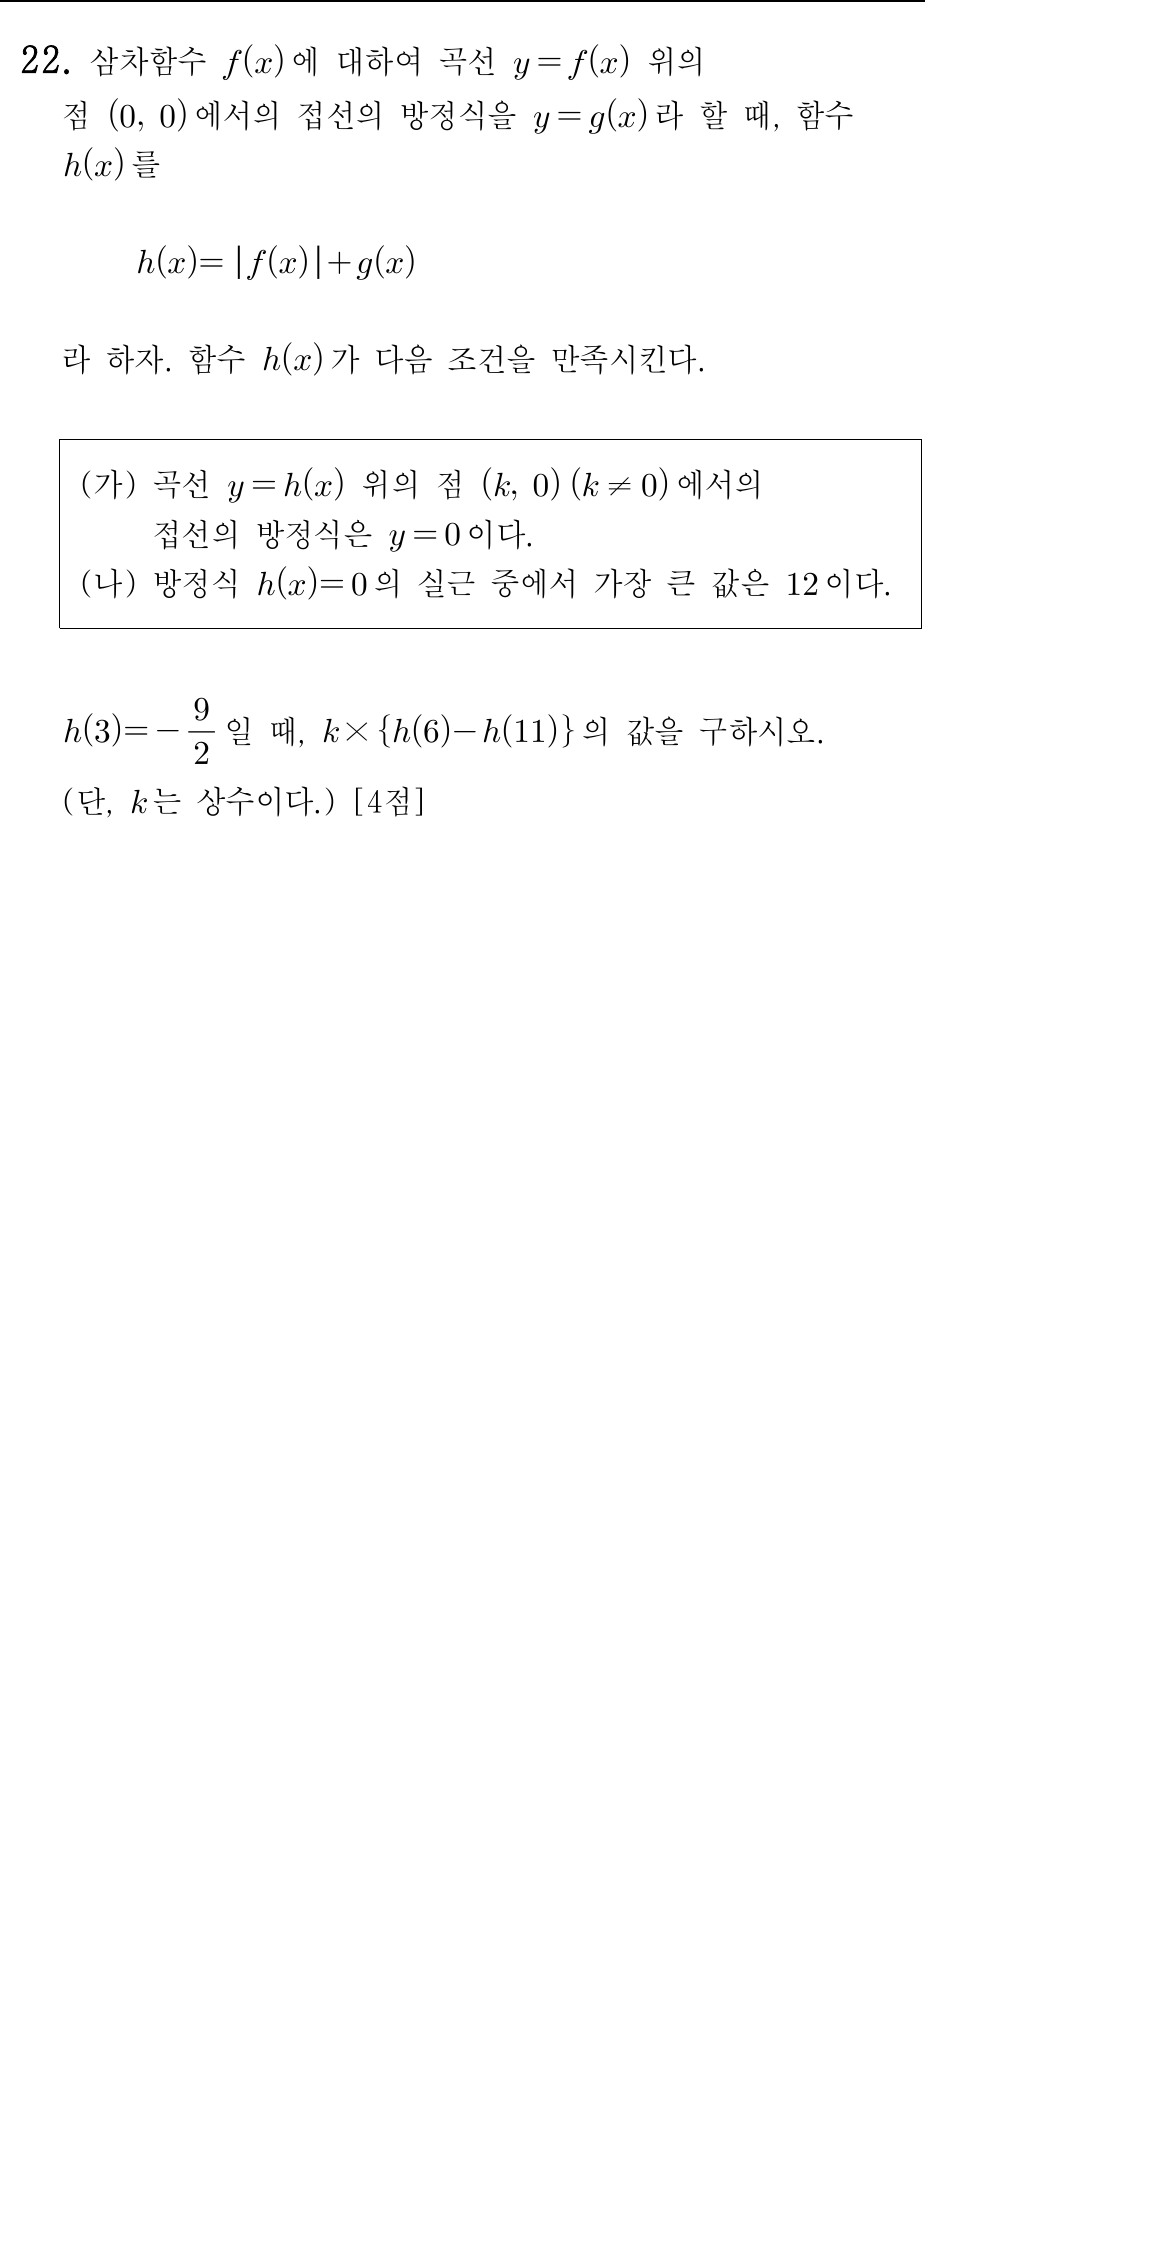 22. 삼차함수 f(x)에 대하여 곡선 y=f(x) 위의
점 (0, 0)에서의 접선의 방정식을 y=g(x)라 할 때, 함수
h(x)를
h(x)=|f(x)|+g(x)
라 하자. 함수 h(x)가 다음 조건을 만족시킨다.
(가) 곡선 y=h(x) 위의 점 (k, 0)(k≠0)에서의
접선의 방정식은 y=0이다.
(나) 방정식 h(x)=0의 실근 중에서 가장 큰 값은 12이다.
h(3)=-9/2일 때, k×{h(6)-h(11)}의 값을 구하시오.
(단, k는 상수이다.) [4점]